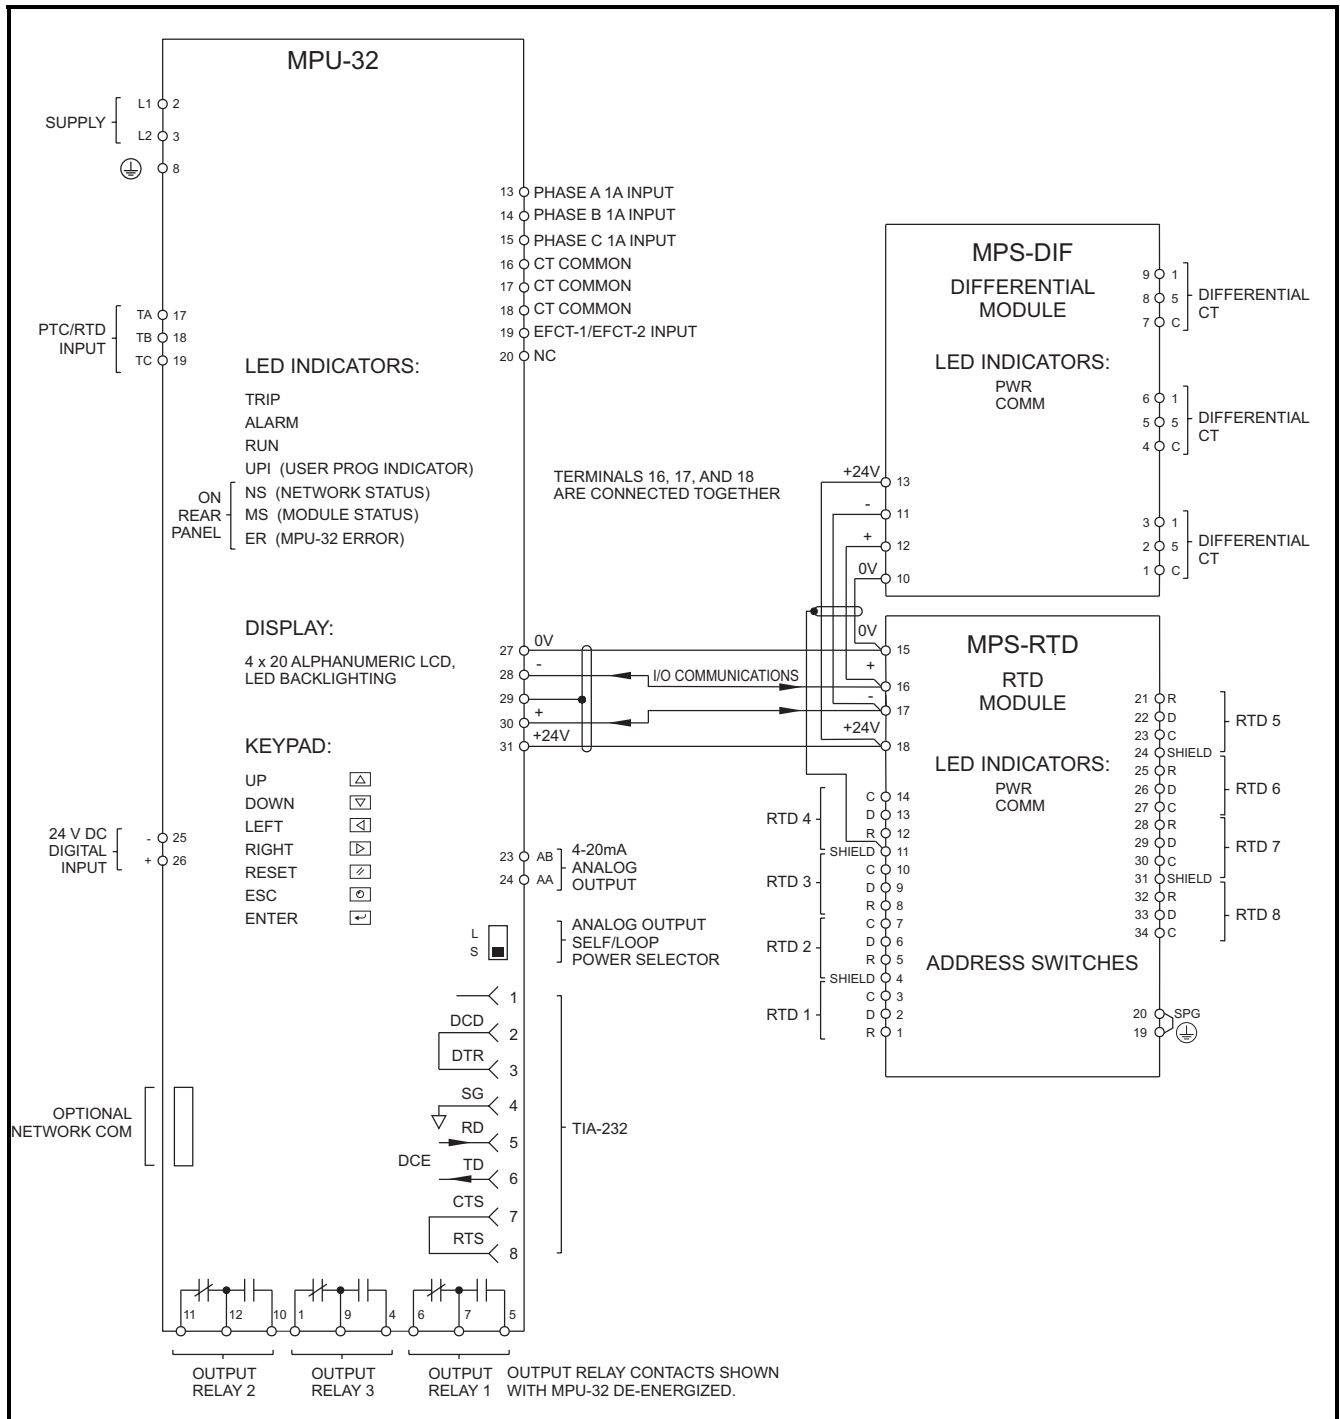 MPU-32
SUPPLY
L1 2
L2 3
8
13 PHASE A 1A INPUT
14 PHASE B 1A INPUT
15 PHASE C 1A INPUT
16 CT COMMON
17 CT COMMON
18 CT COMMON
19 EFCT-1/EFCT-2 INPUT
20 NC
PTC/RTD
INPUT
TA 17
TB 18
TC 19
LED INDICATORS:
TRIP
ALARM
RUN
UPI (USER PROG INDICATOR)
ON
REAR
PANEL
NS (NETWORK STATUS)
MS (MODULE STATUS)
ER (MPU-32 ERROR)
TERMINALS 16, 17, AND 18
ARE CONNECTED TOGETHER
DISPLAY:
4 x 20 ALPHANUMERIC LCD,
LED BACKLIGHTING
27 0V
28 -
29
30 +
31 +24V
I/O COMMUNICATIONS
KEYPAD:
UP
DOWN
LEFT
RIGHT
RESET
ESC
ENTER
24 V DC
DIGITAL
INPUT
- 25
+ 26
23 AB
24 AA
4-20mA
ANALOG
OUTPUT
L
S
ANALOG OUTPUT
SELF/LOOP
POWER SELECTOR
1
DCD 2
DTR 3
SG 4
RD 5
DCE
TD 6
CTS 7
RTS 8
TIA-232
OPTIONAL
NETWORK COM
11 12 10 1 9 4 6 7 5
OUTPUT
RELAY 2
OUTPUT
RELAY 3
OUTPUT
RELAY 1
OUTPUT RELAY CONTACTS SHOWN
WITH MPU-32 DE-ENERGIZED.
MPS-DIF
DIFFERENTIAL
MODULE
LED INDICATORS:
PWR
COMM
9 1
8 5
7 C
DIFFERENTIAL
CT
6 1
5 5
4 C
DIFFERENTIAL
CT
3 1
2 5
1 C
DIFFERENTIAL
CT
+24V 13
- 11
+ 12
0V 10
MPS-RTD
RTD
MODULE
LED INDICATORS:
PWR
COMM
ADDRESS SWITCHES
0V 15
+ 16
- 17
+24V 18
RTD 4
C 14
D 13
R 12
SHIELD 11
RTD 3
C 10
D 9
R 8
RTD 2
C 7
D 6
R 5
SHIELD 4
RTD 1
C 3
D 2
R 1
21 R
22 D
23 C
RTD 5
24 SHIELD
25 R
26 D
27 C
RTD 6
28 R
29 D
30 C
RTD 7
31 SHIELD
32 R
33 D
34 C
RTD 8
20 SPG
19